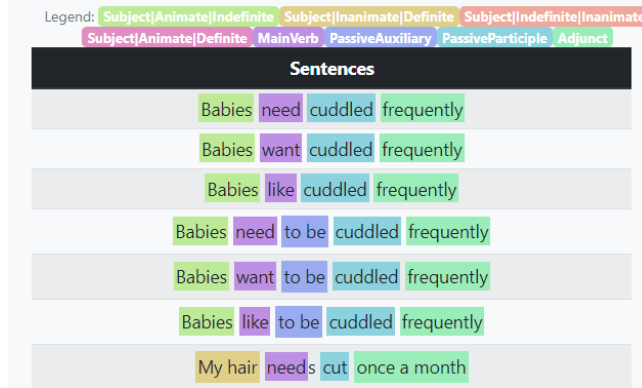 Legend: Subject|Animate|Indefinite Subject|Inanimate|Definite Subject|Indefinite|Inanimate
Subject|Animate|Definite MainVerb PassiveAuxiliary PassiveParticiple Adjunct
Sentences
Babies need cuddled frequently
Babies want cuddled frequently
Babies like cuddled frequently
Babies need to be cuddled frequently
Babies want to be cuddled frequently
Babies like to be cuddled frequently
My hair needs cut once a month